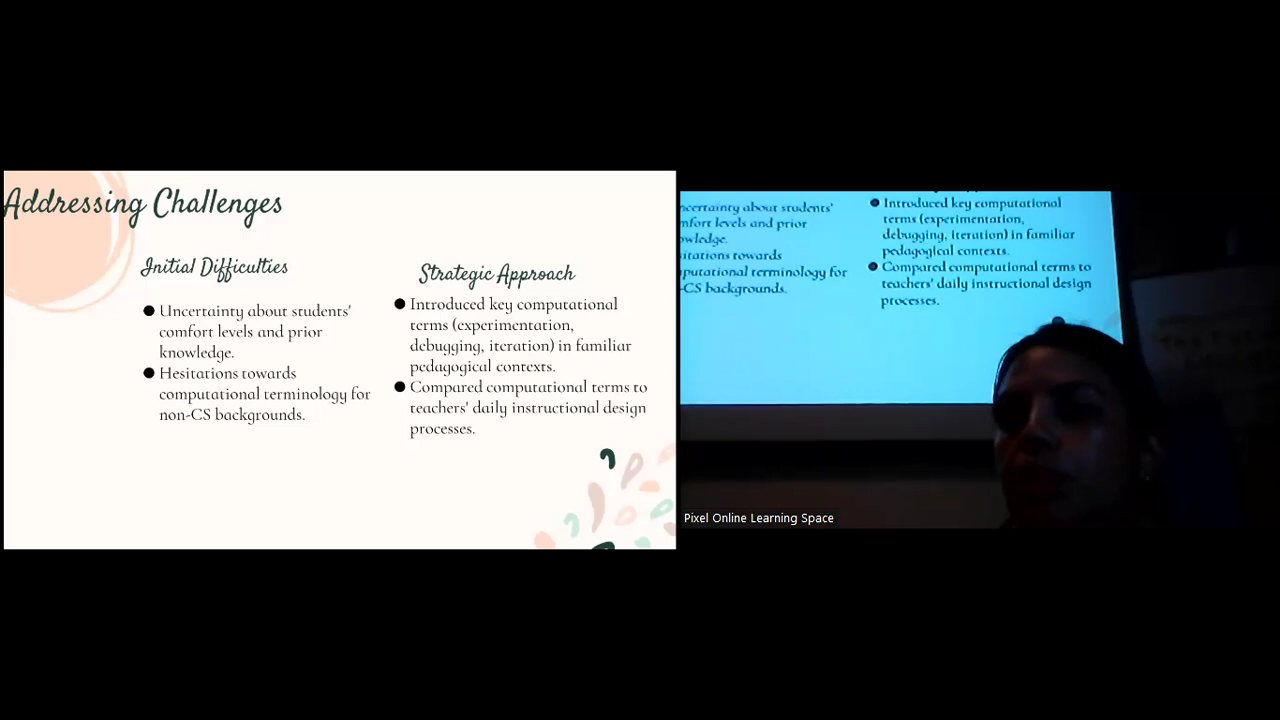 Addressing Challenges
Initial Difficulties
● Uncertainty about students'
comfort levels and prior
knowledge.
● Hesitations towards
computational terminology for
non-CS backgrounds.
Strategic Approach
● Introduced key computational
terms (experimentation,
debugging, iteration) in familiar
pedagogical contexts.
● Compared computational terms to
teachers' daily instructional design
processes.
ncertainty about students'
mfort levels and prior
owledge.
sitations towards
putational terminology for
-CS backgrounds.
● Introduced key computational
terms (experimentation,
debugging, iteration) in familiar
pedagogical contexts.
● Compared computational terms to
teachers' daily instructional design
processes.
Pixel Online Learning Space